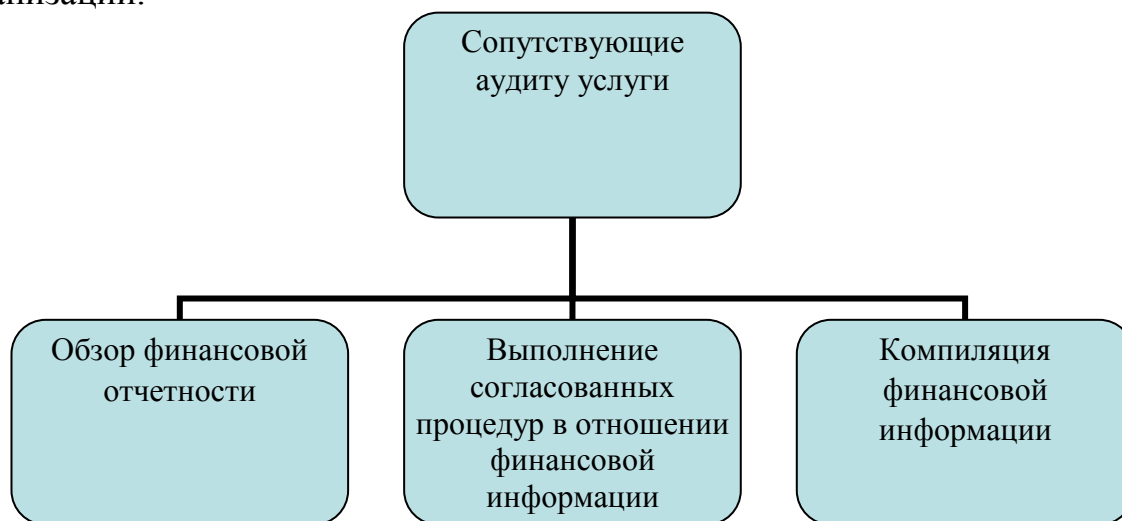 Сопутствующие
аудиту услуги
Обзор финансовой
отчетности
Выполнение
согласованных
процедур в отношении
финансовой
информации
Компиляция
финансовой
информации